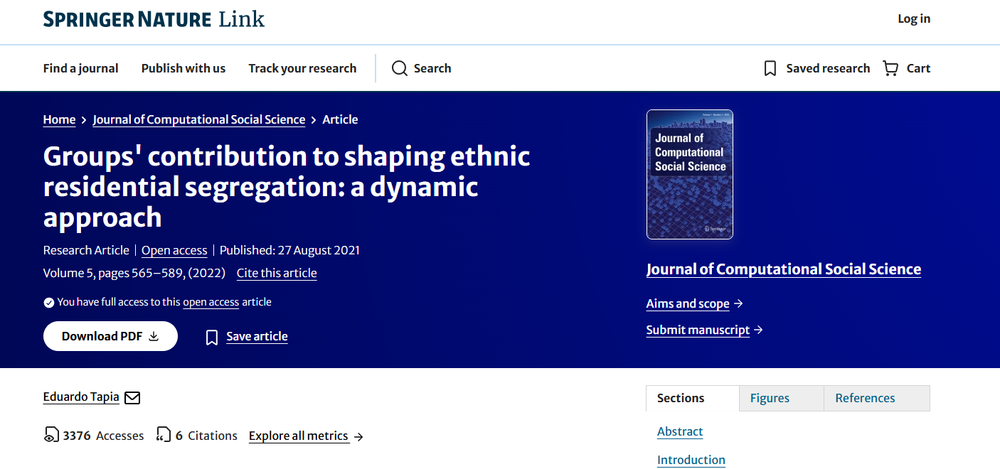 SPRINGER NATURE Link
Log in
Find a journal
Publish with us
Track your research
Search
Saved research
Cart
Home > Journal of Computational Social Science > Article
Groups' contribution to shaping ethnic
residential segregation: a dynamic
approach
Research Article | Open access | Published: 27 August 2021
Volume 5, pages 565–589, (2022) Cite this article
You have full access to this open access article
Download PDF
Save article
Journal of
Computational
Social Science
Springer
Journal of Computational Social Science
Aims and scope →
Submit manuscript →
Eduardo Tapia
3376 Accesses
6 Citations
Explore all metrics →
Sections
Figures
References
Abstract
Introduction